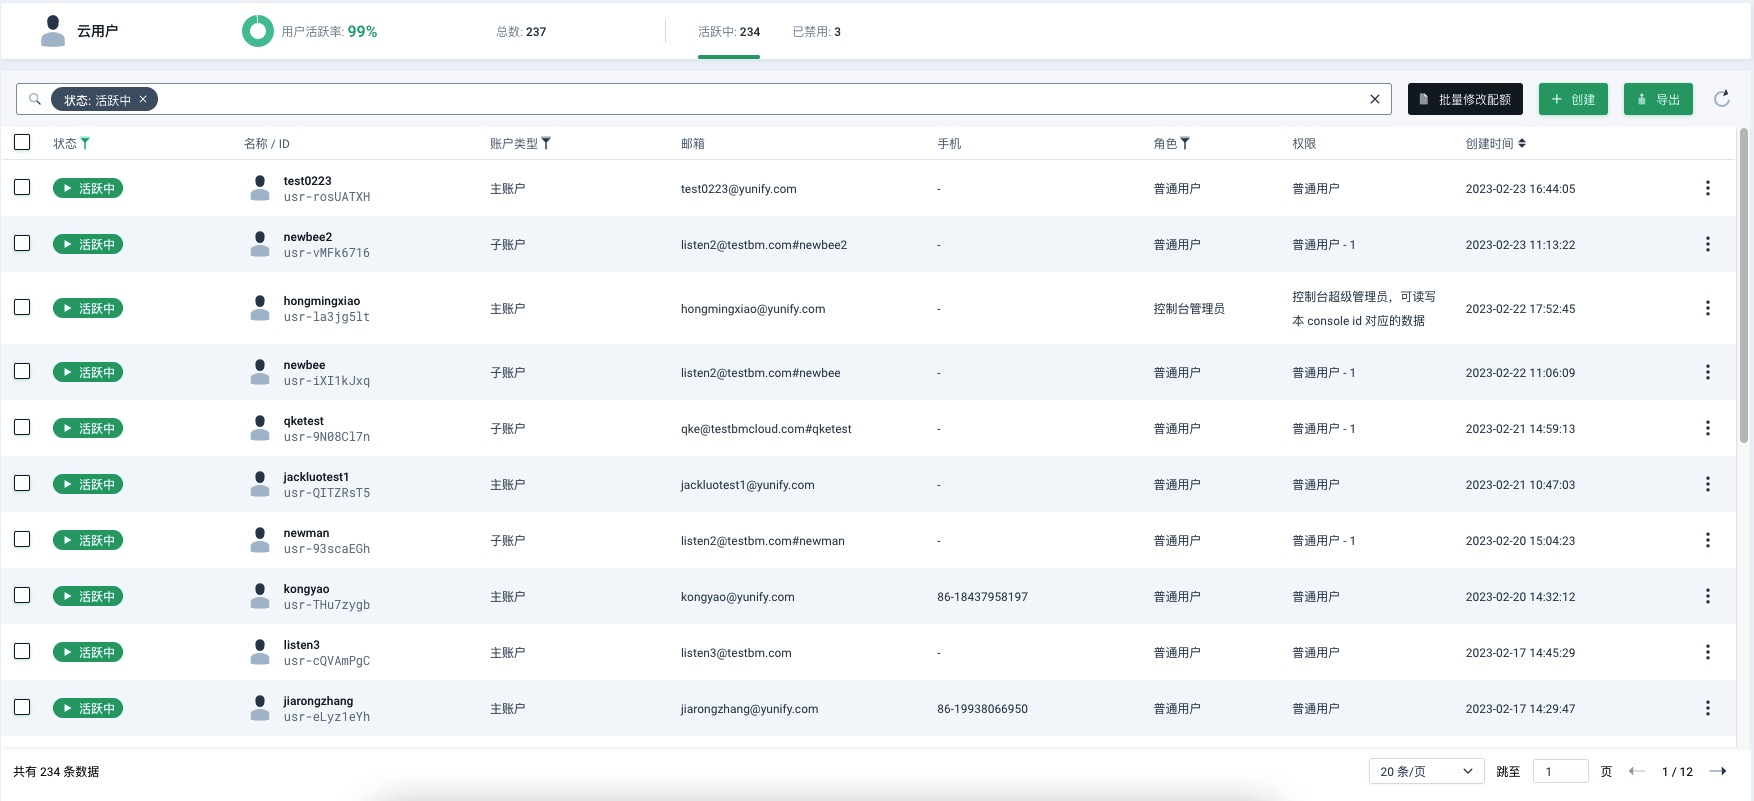 云用户
用户活跃率: 99%
总数: 237
活跃中: 234
已禁用: 3
状态: 活跃中 ×
批量修改配额
+ 创建
导出
状态 名称 / ID 账户类型 邮箱 手机 角色 权限 创建时间
活跃中 test0223 主账户 test0223@yunify.com - 普通用户 普通用户 2023-02-23 16:44:05
usr-rosUATXH
活跃中 newbee2 子账户 listen2@testbm.com#newbee2 - 普通用户 普通用户 - 1 2023-02-23 11:13:22
usr-vMFk6716
活跃中 hongmingxiao 主账户 hongmingxiao@yunify.com - 控制台管理员 控制台超级管理员，可读写 2023-02-22 17:52:45
usr-la3jg5lt 本 console id 对应的数据
活跃中 newbee 子账户 listen2@testbm.com#newbee - 普通用户 普通用户 - 1 2023-02-22 11:06:09
usr-iXI1kJxq
活跃中 qketest 子账户 qke@testbmcloud.com#qketest - 普通用户 普通用户 - 1 2023-02-21 14:59:13
usr-9N08Cl7n
活跃中 jackluotest1 主账户 jackluotest1@yunify.com - 普通用户 普通用户 2023-02-21 10:47:03
usr-QITZRsT5
活跃中 newman 子账户 listen2@testbm.com#newman - 普通用户 普通用户 - 1 2023-02-20 15:04:23
usr-93scaEGh
活跃中 kongyao 主账户 kongyao@yunify.com 86-18437958197 普通用户 普通用户 2023-02-20 14:32:12
usr-THu7zygb
活跃中 listen3 主账户 listen3@testbm.com - 普通用户 普通用户 2023-02-17 14:45:29
usr-cQVAmPgC
活跃中 jiarongzhang 主账户 jiarongzhang@yunify.com 86-19938066950 普通用户 普通用户 2023-02-17 14:29:47
usr-eLyz1eYh
共有 234 条数据
20 条/页
跳至 1 页
1 / 12